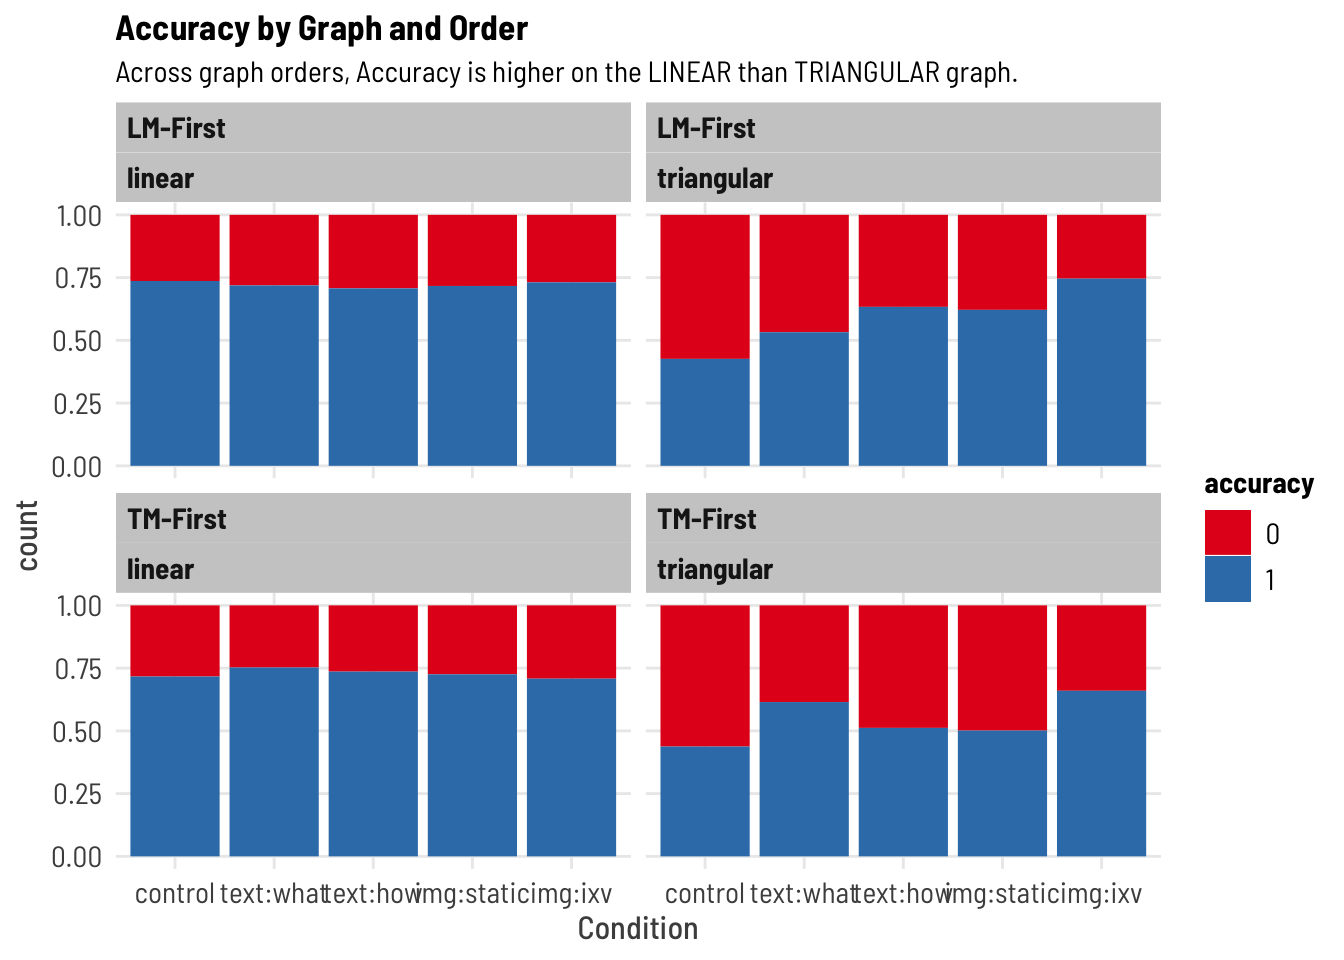 Accuracy by Graph and Order
Across graph orders, Accuracy is higher on the LINEAR than TRIANGULAR graph.
LM-First
linear
LM-First
triangular
1.00
0.75
0.50
0.25
0.00
TM-First
linear
TM-First
triangular
1.00
0.75
0.50
0.25
0.00
control text:what text:how img:static img:ixv
control text:what text:how img:static img:ixv
Condition
count
accuracy
0
1